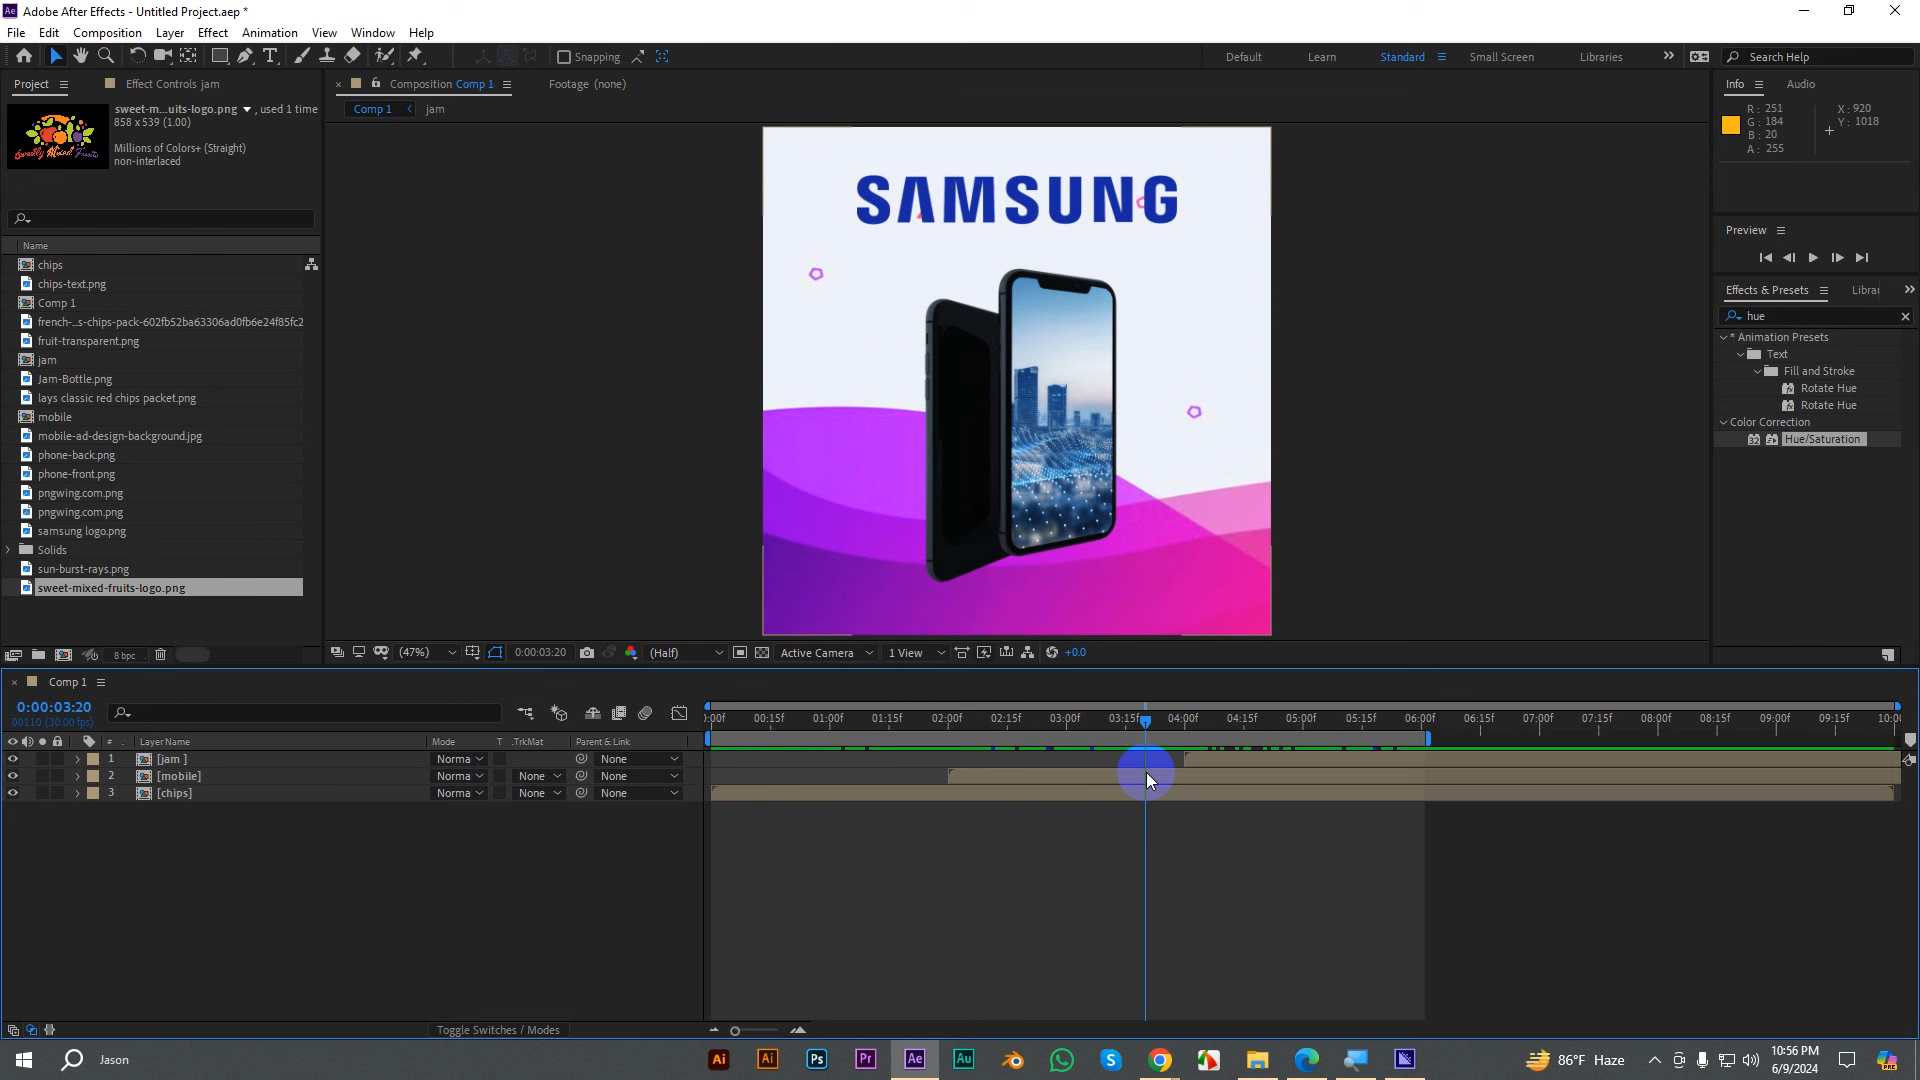 Adobe After Effects - Untitled Project.aep *
File Edit Composition Layer Effect Animation View Window Help
Snapping
Default Learn Standard Small Screen Libraries
Search Help
Project
Effect Controls jam
sweet-m...uits-logo.png , used 1 time
858 x 539 (1.00)
Millions of Colors+ (Straight)
non-interlaced
Name
chips
chips-text.png
Comp 1
french-...s-chips-pack-602fb52ba63306ad0fb6e24f85fc2
fruit-transparent.png
jam
Jam-Bottle.png
lays classic red chips packet.png
mobile
mobile-ad-design-background.jpg
phone-back.png
phone-front.png
pngwing.com.png
pngwing.com.png
samsung logo.png
Solids
sun-burst-rays.png
sweet-mixed-fruits-logo.png
8 bpc
Composition Comp 1
Footage (none)
Comp 1 jam
SAMSUNG
(47%) 0:00:03:20 (Half) Active Camera 1 View +0.0
Info Audio
R: 251
G: 184
B: 20
A: 255
X: 920
Y: 1018
Preview
Effects & Presets
Librar
hue
* Animation Presets
Text
Fill and Stroke
Rotate Hue
Rotate Hue
Color Correction
Hue/Saturation
Comp 1
0:00:03:20
00110 (30.00 fps)
# Layer Name Mode T .TrkMat Parent & Link
1 [jam ] Norma None
2 [mobile] Norma None None
3 [chips] Norma None None
):00f 00:15f 01:00f 01:15f 02:00f 02:15f 03:00f 03:15f 04:00f 04:15f 05:00f 05:15f 06:00f 06:15f 07:00f 07:15f 08:00f 08:15f 09:00f 09:15f 10:00
Toggle Switches / Modes
Jason
Ai Ai Ps Pr Ae Au
86°F Haze
10:56 PM
6/9/2024